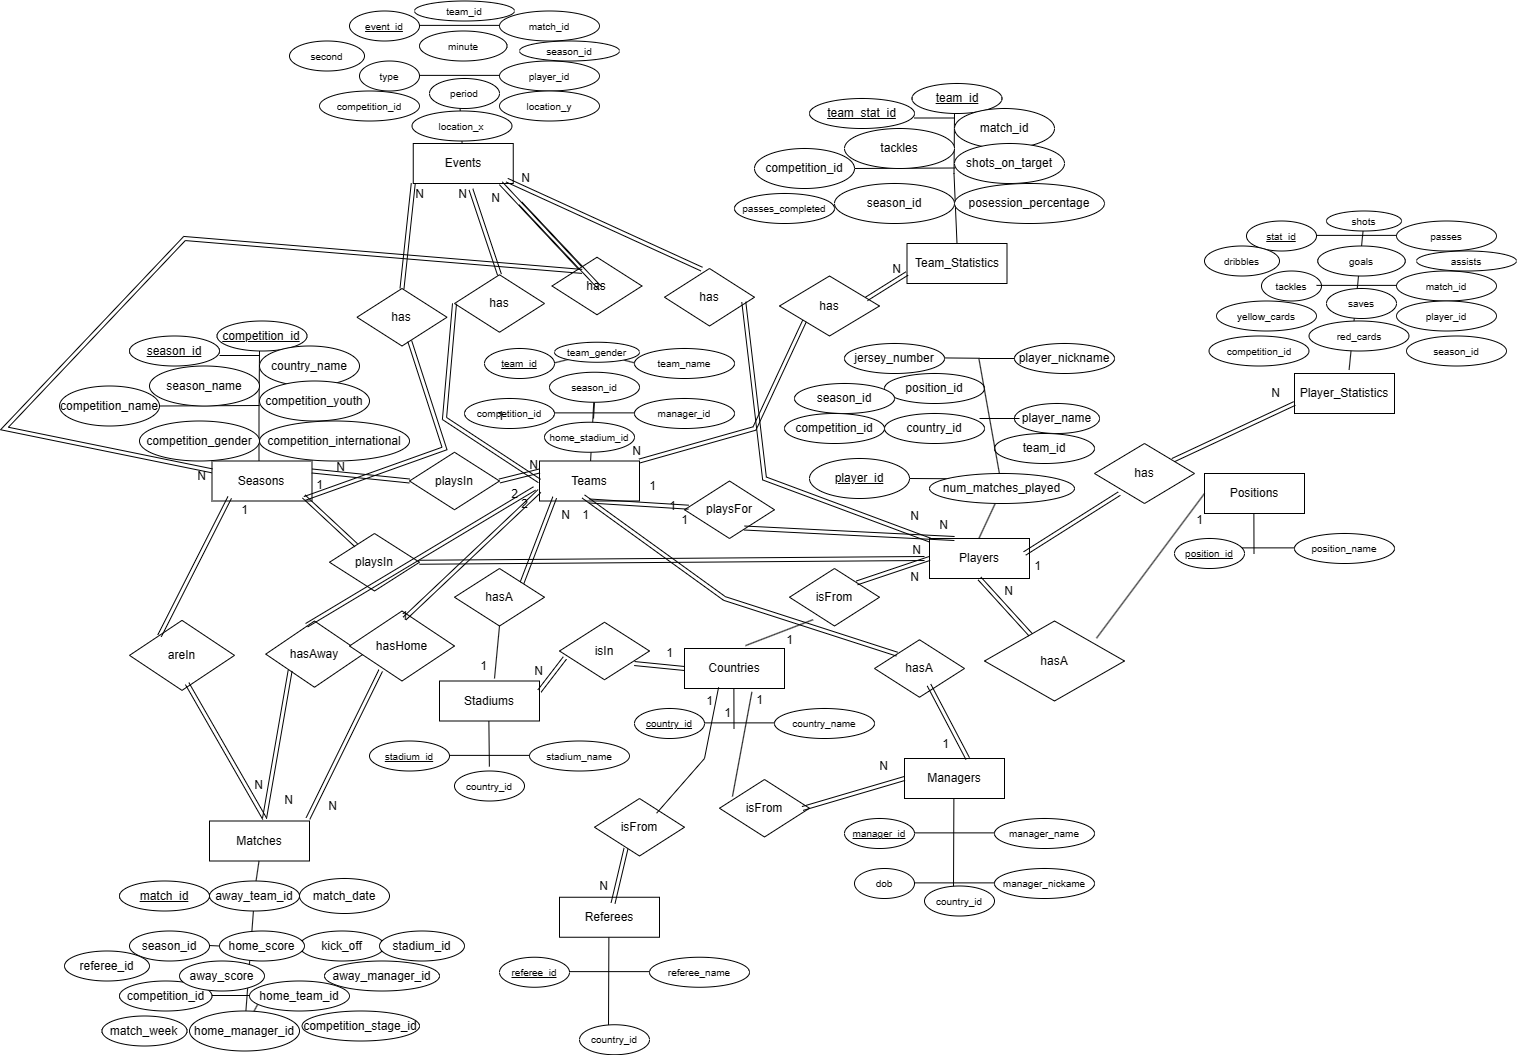 team_id
event_id
match_id
minute
season_id
second
type
player_id
period
competition_id
location_y
location_x
Events
N
N
N
N
has
has
has
has
team_id
team_stat_id
match_id
tackles
shots_on_target
competition_id
passes_completed
season_id
posession_percentage
Team_Statistics
N
has
shots
stat_id
passes
dribbles
goals
assists
tackles
match_id
saves
yellow_cards
player_id
red_cards
competition_id
season_id
Player_Statistics
N
has
competition_id
season_id
country_name
season_name
competition_name
competition_youth
competition_gender
competition_international
Seasons
N
N
1
1
playsIn
team_gender
team_id
team_name
season_id
competition_id
manager_id
home_stadium_id
Teams
N
N
1
2
2
N
1
1
1
playsFor
jersey_number
player_nickname
position_id
season_id
player_name
competition_id
country_id
team_id
player_id
num_matches_played
N
N
N
N
Players
1
N
Positions
1
position_id
position_name
playsIn
hasA
isFrom
1
areIn
hasAway
hasHome
isIn
N
1
1
Countries
1
1
1
country_id
country_name
hasA
hasA
Stadiums
stadium_id
stadium_name
country_id
1
N
Managers
isFrom
isFrom
manager_id
manager_name
dob
manager_nickame
country_id
N
N
N
Matches
match_id
away_team_id
match_date
season_id
home_score
kick_off
stadium_id
referee_id
away_score
away_manager_id
competition_id
home_team_id
match_week
home_manager_id
competition_stage_id
N
Referees
referee_id
referee_name
country_id